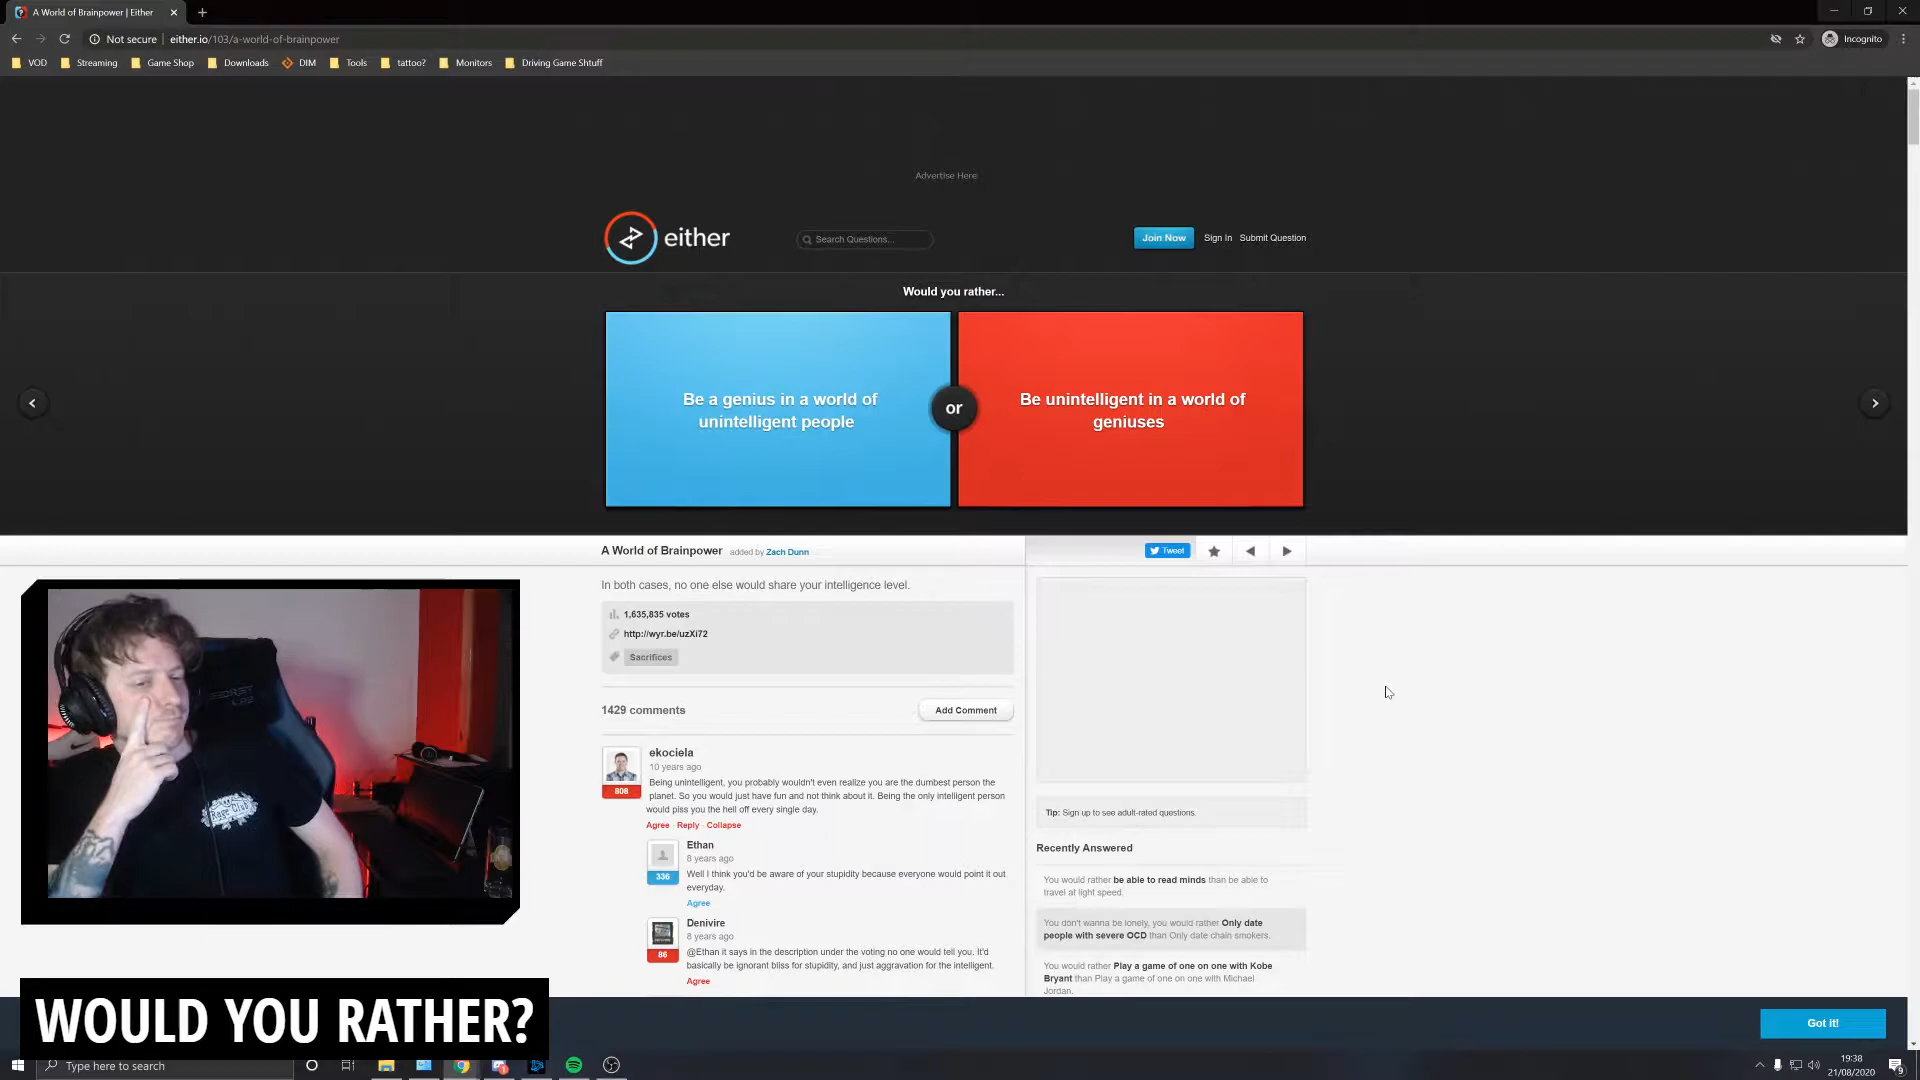 A World of Brainpower | Either
Not secure
either.io/103/a-world-of-brainpower
Incognito
VOD
Streaming
Game Shop
Downloads
DIM
Tools
tattoo?
Monitors
Driving Game Shtuff
Advertise Here
either
Search Questions...
Join Now
Sign In
Submit Question
Would you rather...
Be a genius in a world of
unintelligent people
or
Be unintelligent in a world of
geniuses
A World of Brainpower added by Zach Dunn
Tweet
In both cases, no one else would share your intelligence level.
1,635,835 votes
http://wyr.be/uzXi72
Sacrifices
1429 comments
Add Comment
ekociela
10 years ago
808
Being unintelligent, you probably wouldn't even realize you are the dumbest person the
planet. So you would just have fun and not think about it. Being the only intelligent person
would piss you the hell off every single day.
Agree · Reply · Collapse
Ethan
8 years ago
336
Well I think you'd be aware of your stupidity because everyone would point it out
everyday.
Agree
Denivire
8 years ago
86
@Ethan it says in the description under the voting no one would tell you. It'd
basically be ignorant bliss for stupidity, and just aggravation for the intelligent.
Agree
Tip: Sign up to see adult-rated questions.
Recently Answered
You would rather be able to read minds than be able to
travel at light speed.
You don't wanna be lonely, you would rather Only date
people with severe OCD than Only date chain smokers.
You would rather Play a game of one on one with Kobe
Bryant than Play a game of one on one with Michael
Jordan.
WOULD YOU RATHER?
Got it!
Type here to search
19:38
21/08/2020